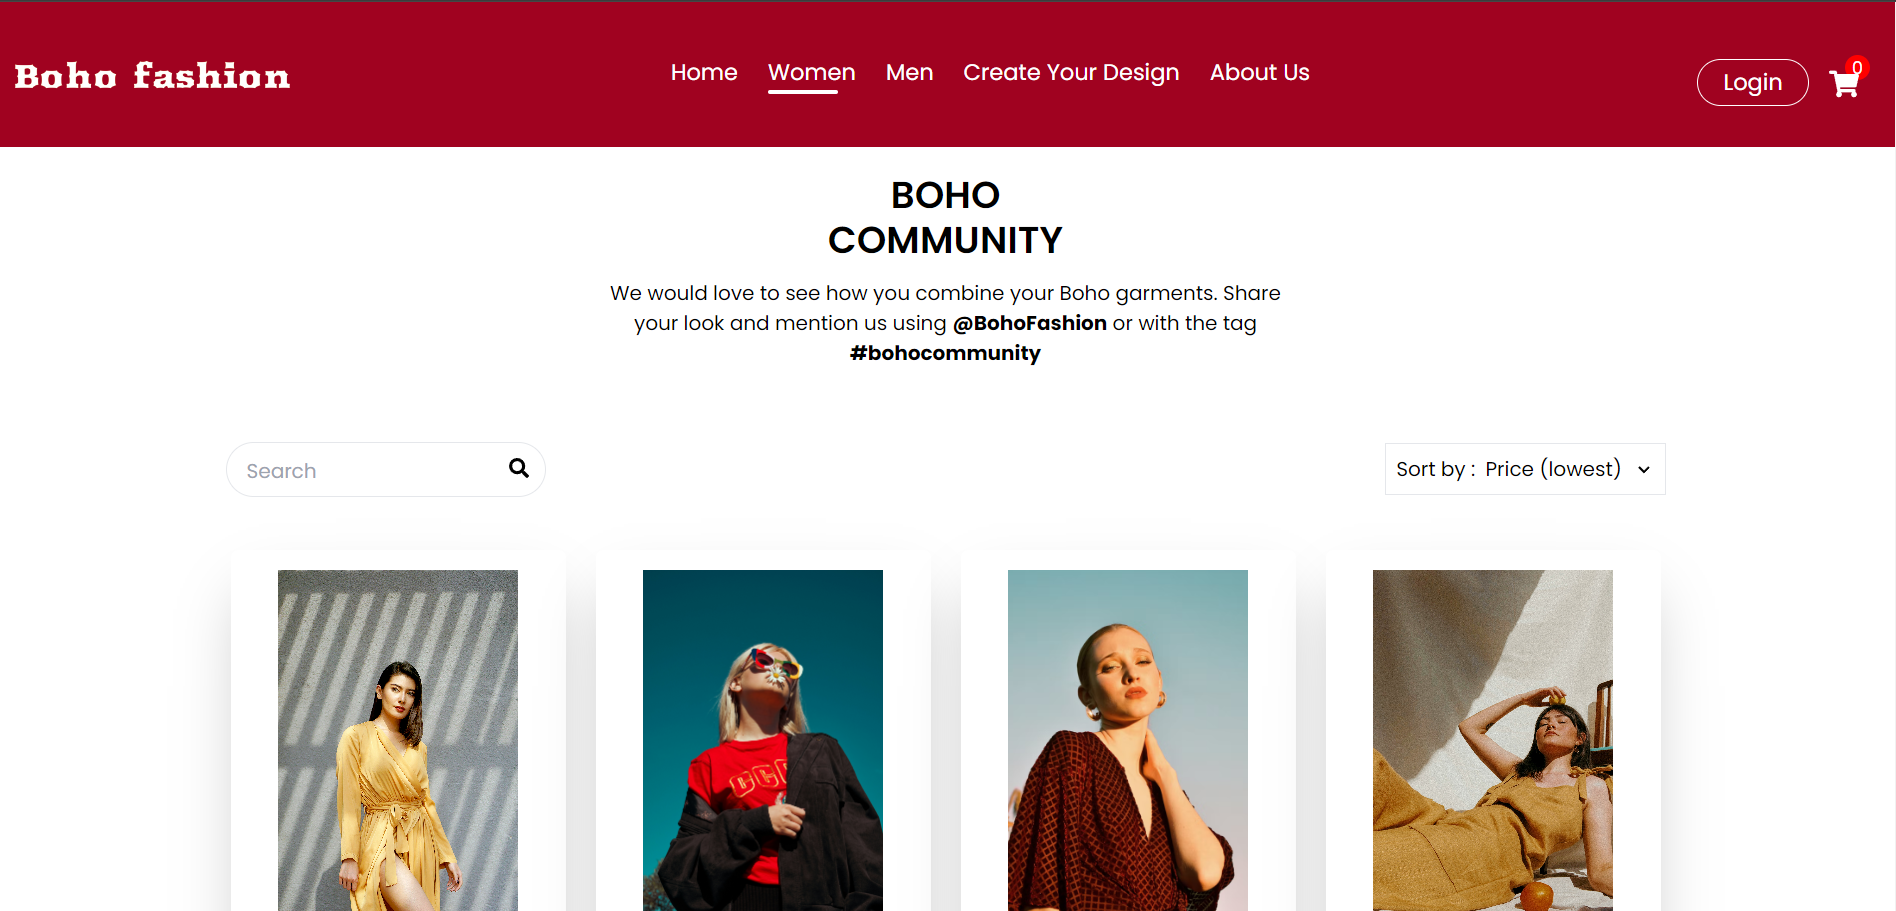 Boho fashion
Home Women Men Create Your Design About Us
Login
0
BOHO
COMMUNITY
We would love to see how you combine your Boho garments. Share
your look and mention us using @BohoFashion or with the tag
#bohocommunity
Search
Sort by : Price (lowest)